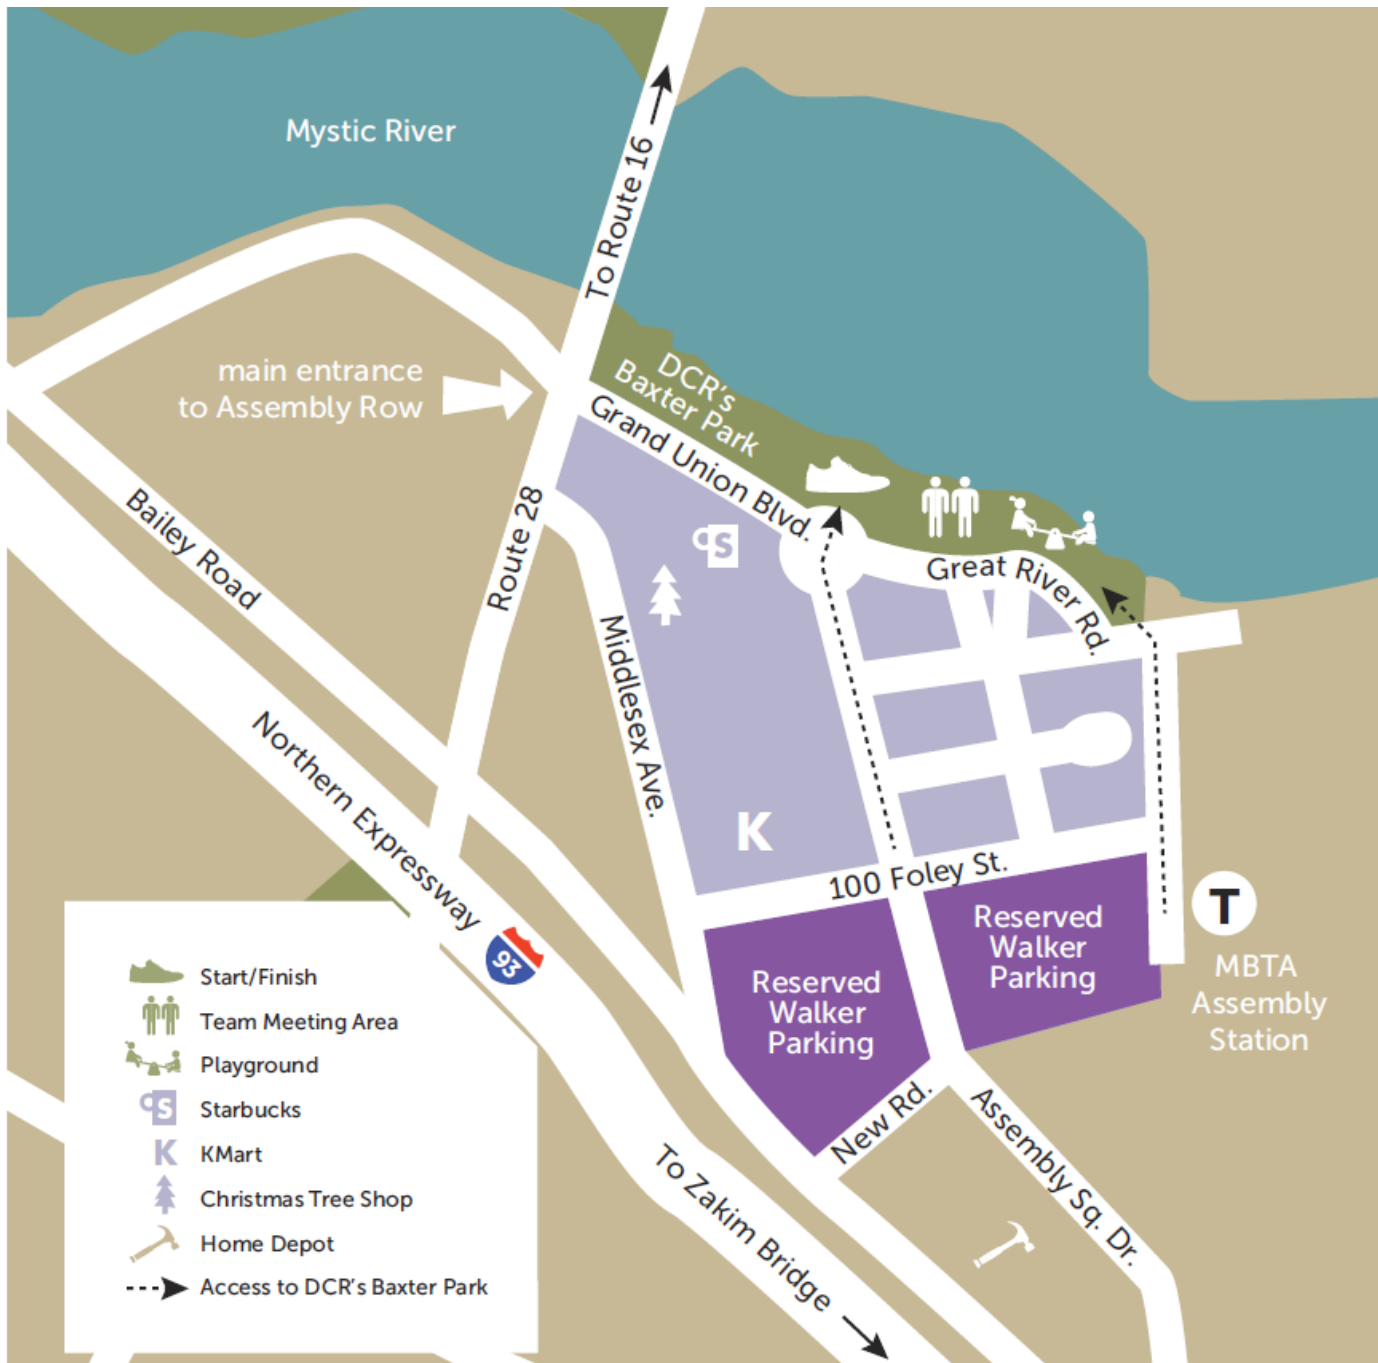 Mystic River
To Route 16
main entrance
to Assembly Row
DCR's
Baxter Park
Grand Union Blvd.
Bailey Road
Route 28
S
Great River Rd.
Middlesex Ave.
Northern Expressway
K
100 Foley St.
93
T
MBTA
Assembly
Station
Reserved
Walker
Parking
Reserved
Walker
Parking
New Rd.
Assembly Sq. Dr.
To Zakim Bridge
Start/Finish
Team Meeting Area
Playground
S Starbucks
K KMart
Christmas Tree Shop
Home Depot
Access to DCR's Baxter Park